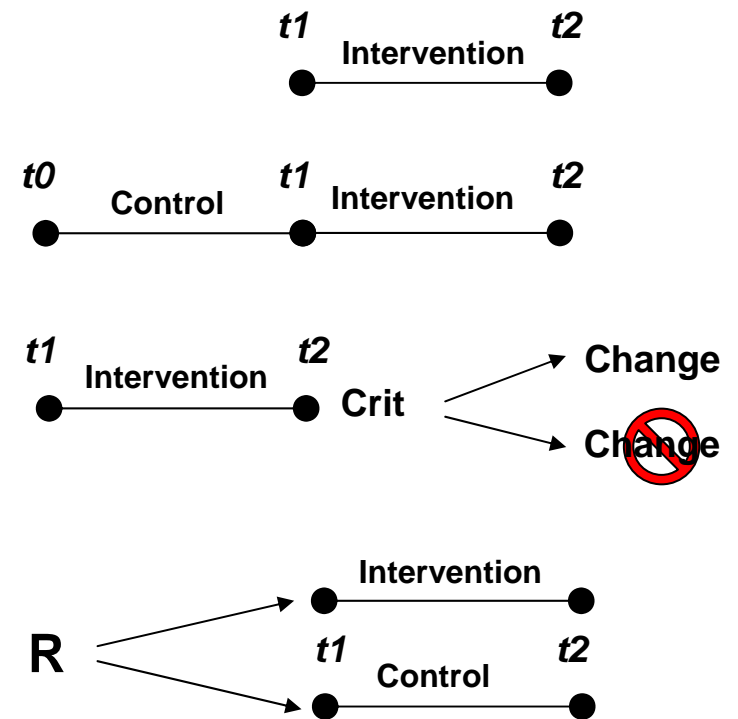 t1 t2
Intervention
t0 t1 t2
Control Intervention
t1 t2
Intervention
Crit
Change
Change
Intervention
R
t1 t2
Control